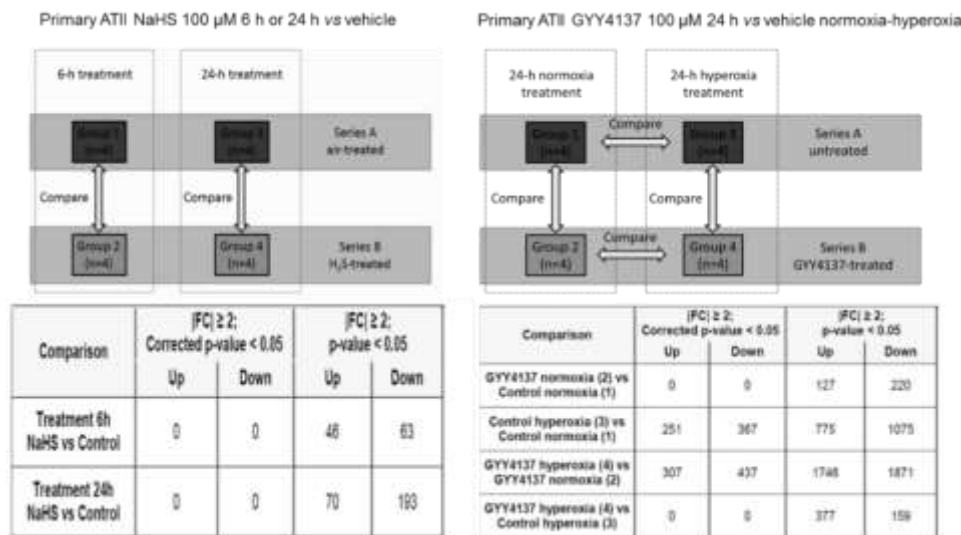 Primary ATII NaHS 100 µM 6 h or 24 h vs vehicle
6-h treatment
24-h treatment
Group 1
(n=4)
Group 3
(n=4)
Series A
air-treated
Compare
Compare
Group 2
(n=4)
Group 4
(n=4)
Series B
H₂S-treated
Comparison
|FC| ≥ 2;
Corrected p-value < 0.05
|FC| ≥ 2;
p-value < 0.05
Up
Down
Up
Down
Treatment 6h
NaHS vs Control
0
0
46
63
Treatment 24h
NaHS vs Control
0
0
70
193
Primary ATII GYY4137 100 µM 24 h vs vehicle normoxia-hyperoxia
24-h normoxia
treatment
24-h hyperoxia
treatment
Group 1
(n=4)
Compare
Group 3
(n=4)
Series A
untreated
Compare
Compare
Group 2
(n=4)
Compare
Group 4
(n=4)
Series B
GYY4137-treated
Comparison
|FC| ≥ 2;
Corrected p-value < 0.05
|FC| ≥ 2;
p-value < 0.05
Up
Down
Up
Down
GYY4137 normoxia (2) vs
Control normoxia (1)
0
0
127
220
Control hyperoxia (3) vs
Control normoxia (1)
251
367
775
1075
GYY4137 hyperoxia (4) vs
GYY4137 normoxia (2)
307
437
1746
1871
GYY4137 hyperoxia (4) vs
Control hyperoxia (3)
0
0
377
159